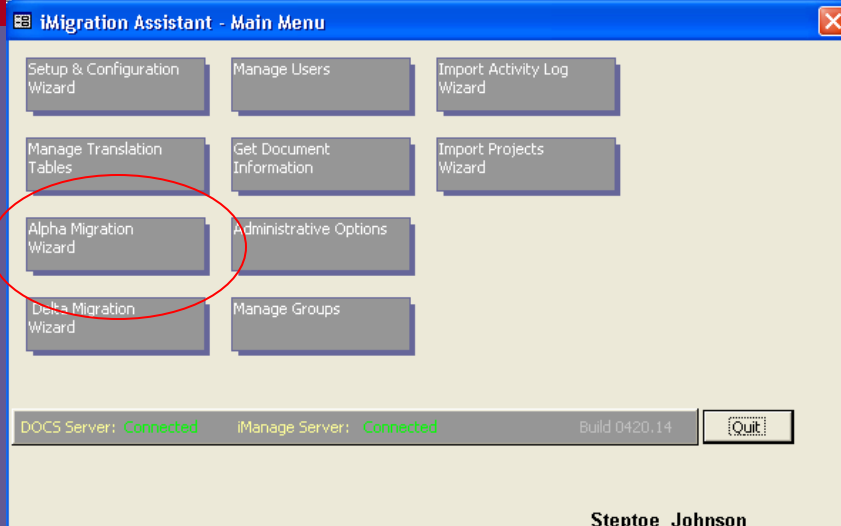 iMigration Assistant - Main Menu
Setup & Configuration
Wizard
Manage Users
Import Activity Log
Wizard
Manage Translation
Tables
Get Document
Information
Import Projects
Wizard
Alpha Migration
Wizard
Administrative Options
Delta Migration
Wizard
Manage Groups
DOCS Server: Connected iManage Server: Connected Build 0420.14 Quit
Steptoe Johnson